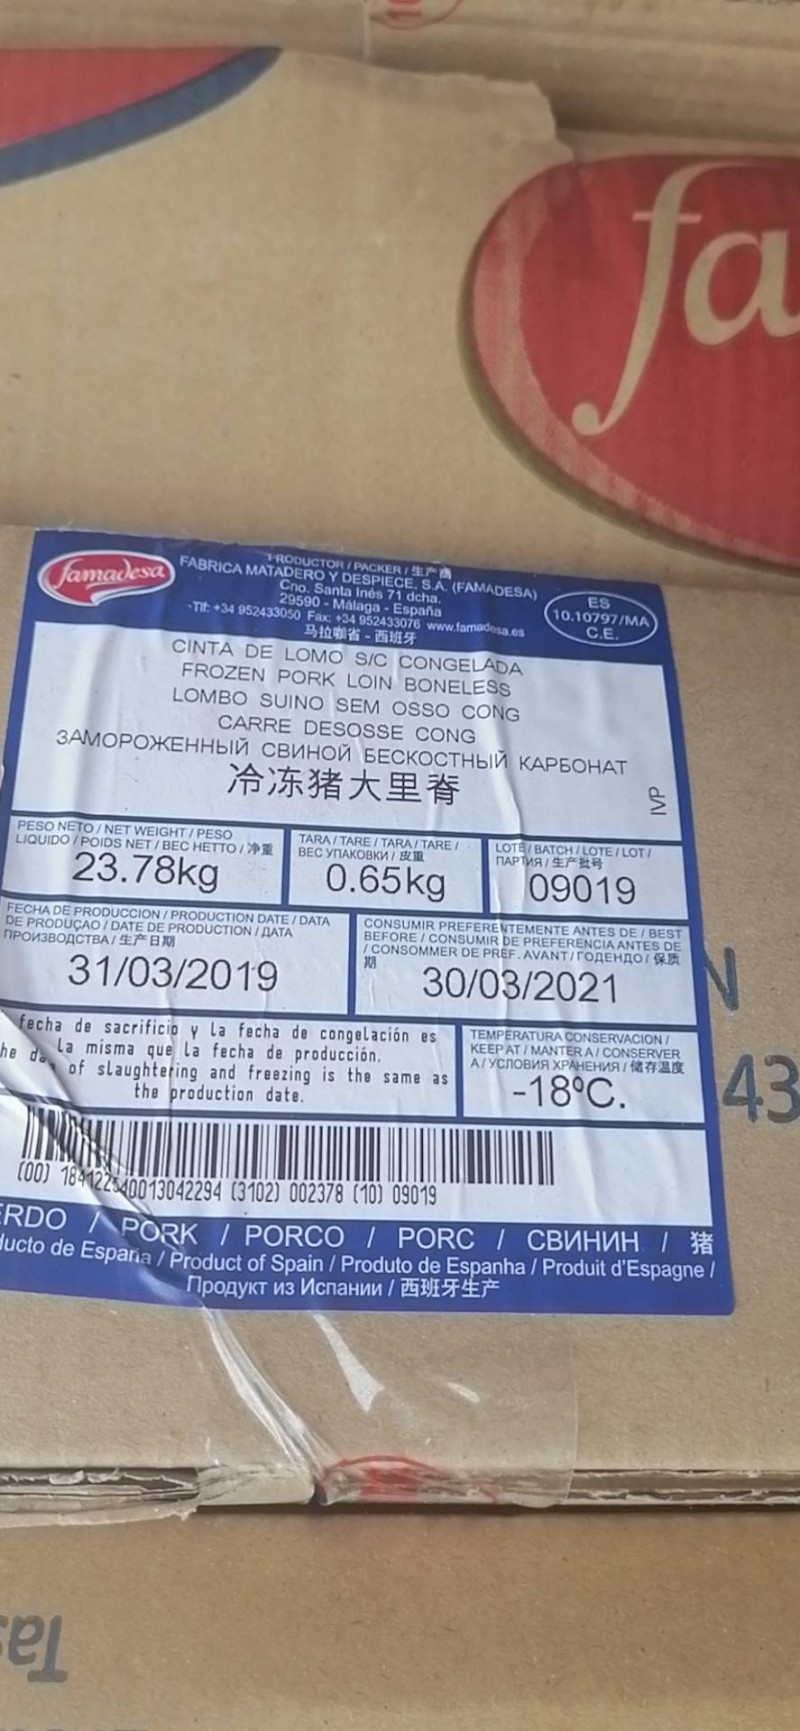 fa
famadesa
PRODUCTOR / PACKER / 生产商
FABRICA MATADERO Y DESPIECE, S.A. (FAMADESA)
Cno. Santa Inés 71 dcha.
29590 - Málaga - España
-Tlf: +34 952433050 Fax: +34 952433076 www.famadesa.es
马拉咖省 - 西班牙
ES
10.10797/MA
C.E.
CINTA DE LOMO S/C CONGELADA
FROZEN PORK LOIN BONELESS
LOMBO SUINO SEM OSSO CONG
CARRE DESOSSE CONG
ЗАМОРОЖЕННЫЙ СВИНОЙ БЕСКОСТНЫЙ КАРБОНАТ
冷冻猪大里脊
IVP
PESO NETO / NET WEIGHT / PESO
LIQUIDO / POIDS NET / ВЕС НЕТТО / 净重
23.78kg
TARA / TARE / TARA / TARE /
ВЕС УПАКОВКИ / 皮重
0.65kg
LOTE / BATCH / LOTE / LOT /
ПАРТИЯ / 生产批号
09019
FECHA DE PRODUCCION / PRODUCTION DATE / DATA
DE PRODUÇAO / DATE DE PRODUCTION / ДАТА
ПРОИЗВОДСТВА / 生产日期
31/03/2019
CONSUMIR PREFERENTEMENTE ANTES DE / BEST
BEFORE / CONSUMIR DE PREFERENCIA ANTES DE
/ CONSOMMER DE PREF. AVANT / ГОДЕНДО / 保质
期
30/03/2021
fecha de sacrificio y la fecha de congelación es
La misma que la fecha de producción.
he da of slaughtering and freezing is the same as
the production date.
TEMPERATURA CONSERVACION /
KEEP AT / MANTER A / CONSERVER
A / УСЛОВИЯ ХРАНЕНИЯ / 储存温度
-18ºC.
N
43
(00) 184122540013042294 (3102) 002378 (10) 09019
ERDO / PORK / PORCO / PORC / СВИНИН / 猪
ducto de España / Product of Spain / Produto de Espanha / Produit d'Espagne /
Продукт из Испании / 西班牙生产
Tas